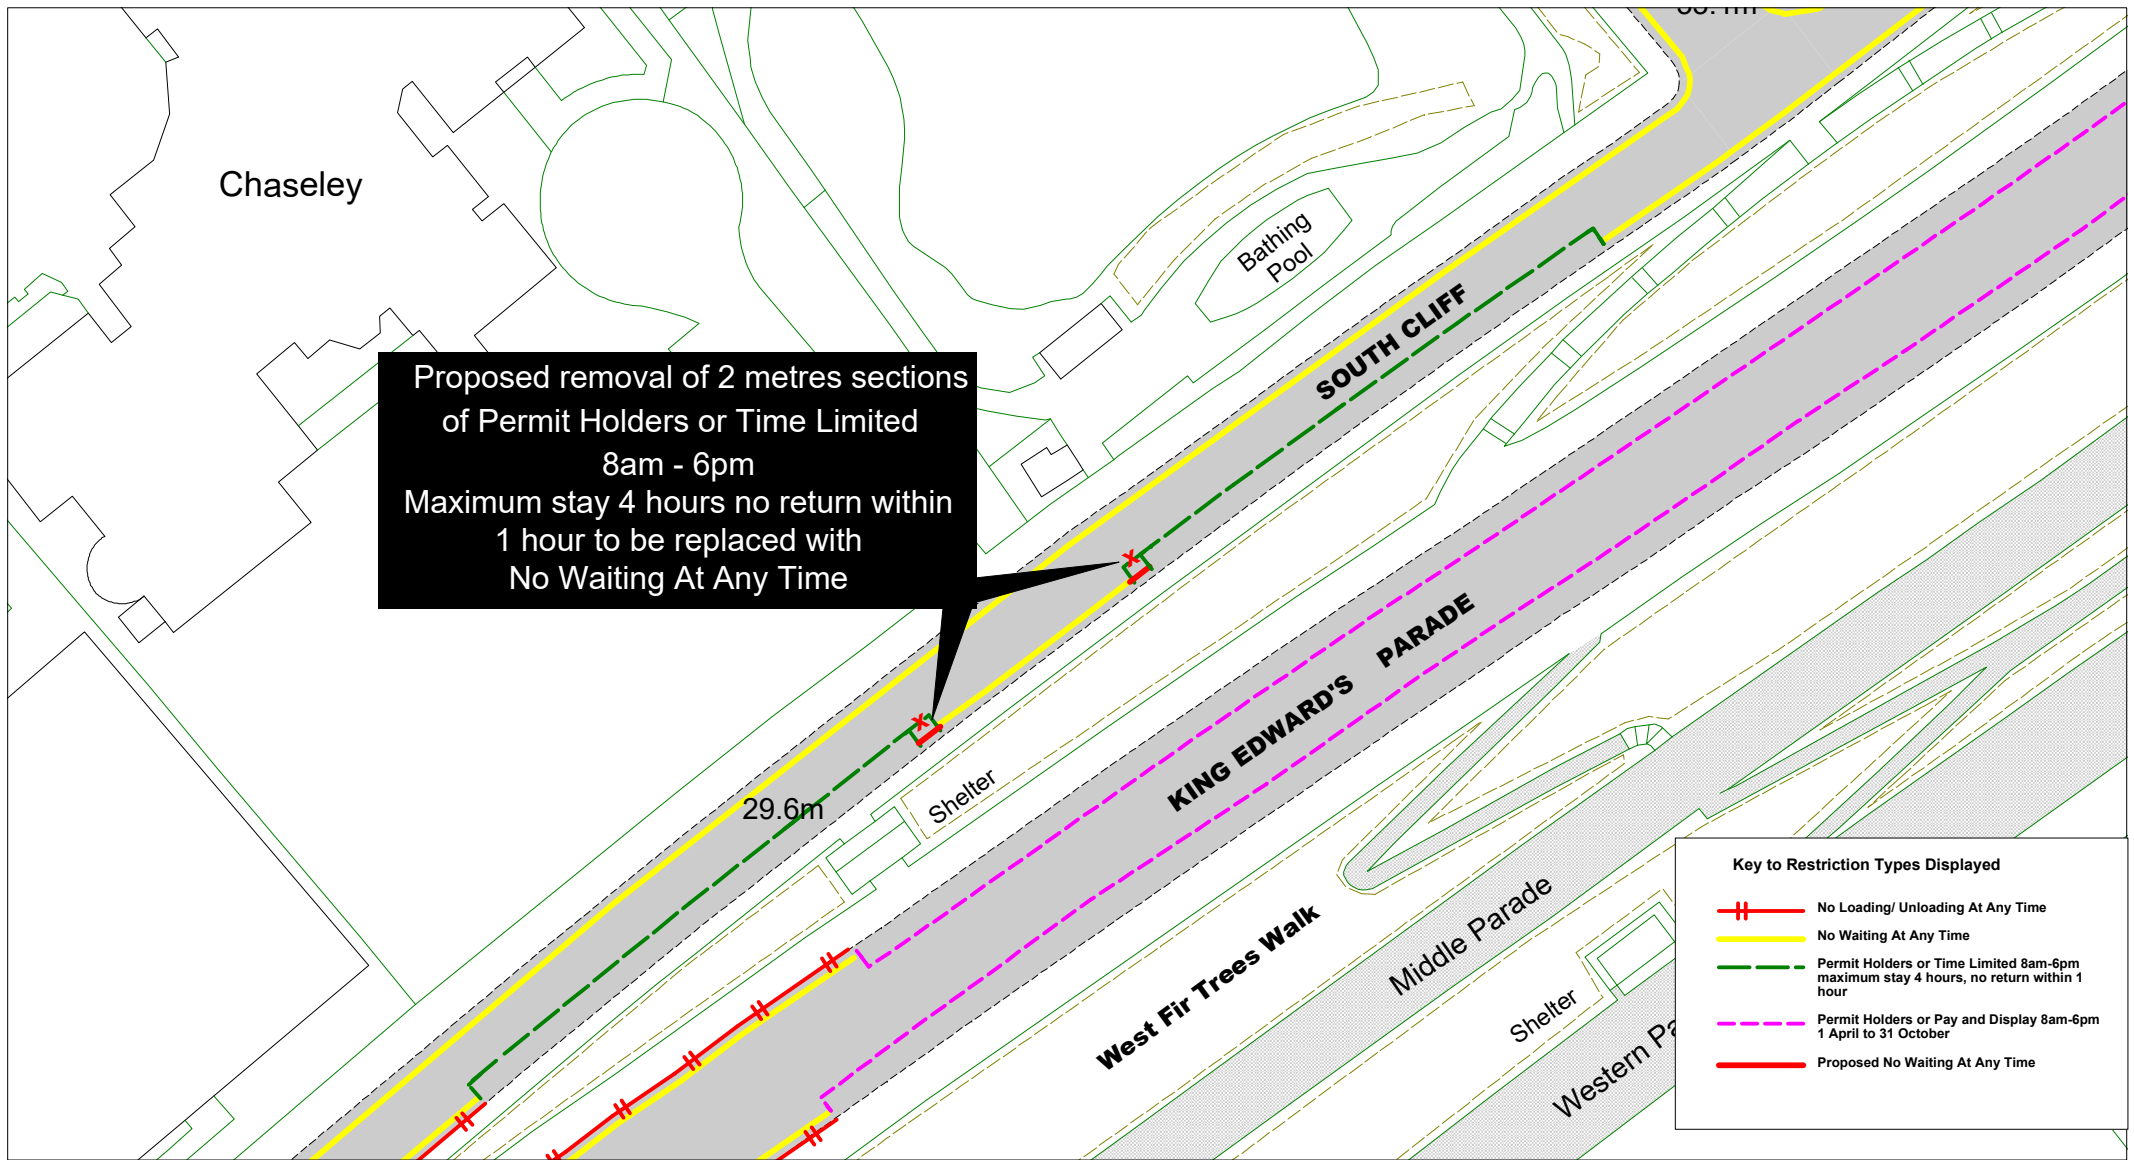 Chaseley
Bathing
Pool
SOUTH CLIFF
Proposed removal of 2 metres sections
of Permit Holders or Time Limited
8am - 6pm
Maximum stay 4 hours no return within
1 hour to be replaced with
No Waiting At Any Time
KING EDWARD'S PARADE
29.6m
Shelter
West Fir Trees Walk
Middle Parade
Shelter
Western
Key to Restriction Types Displayed
No Loading/ Unloading At Any Time
No Waiting At Any Time
Permit Holders or Time Limited 8am-6pm
maximum stay 4 hours, no return within 1
hour
Permit Holders or Pay and Display 8am-6pm
1 April to 31 October
Proposed No Waiting At Any Time